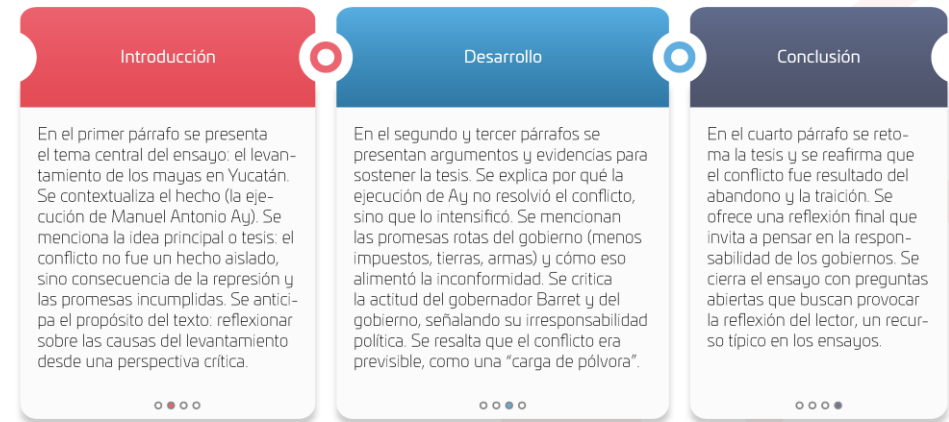 Introducción
En el primer párrafo se presenta
el tema central del ensayo: el levan-
tamiento de los mayas en Yucatán.
Se contextualiza el hecho (la eje-
cución de Manuel Antonio Ay). Se
menciona la idea principal o tesis: el
conflicto no fue un hecho aislado,
sino consecuencia de la represión y
las promesas incumplidas. Se antici-
pa el propósito del texto: reflexionar
sobre las causas del levantamiento
desde una perspectiva crítica.
Desarrollo
En el segundo y tercer párrafos se
presentan argumentos y evidencias para
sostener la tesis. Se explica por qué la
ejecución de Ay no resolvió el conflicto,
sino que lo intensificó. Se mencionan
las promesas rotas del gobierno (menos
impuestos, tierras, armas) y cómo eso
alimentó la inconformidad. Se critica
la actitud del gobernador Barret y del
gobierno, señalando su irresponsabilidad
política. Se resalta que el conflicto era
previsible, como una “carga de pólvora”.
Conclusión
En el cuarto párrafo se reto-
ma la tesis y se reafirma que
el conflicto fue resultado del
abandono y la traición. Se
ofrece una reflexión final que
invita a pensar en la respon-
sabilidad de los gobiernos. Se
cierra el ensayo con preguntas
abiertas que buscan provocar
la reflexión del lector, un recur-
so típico en los ensayos.